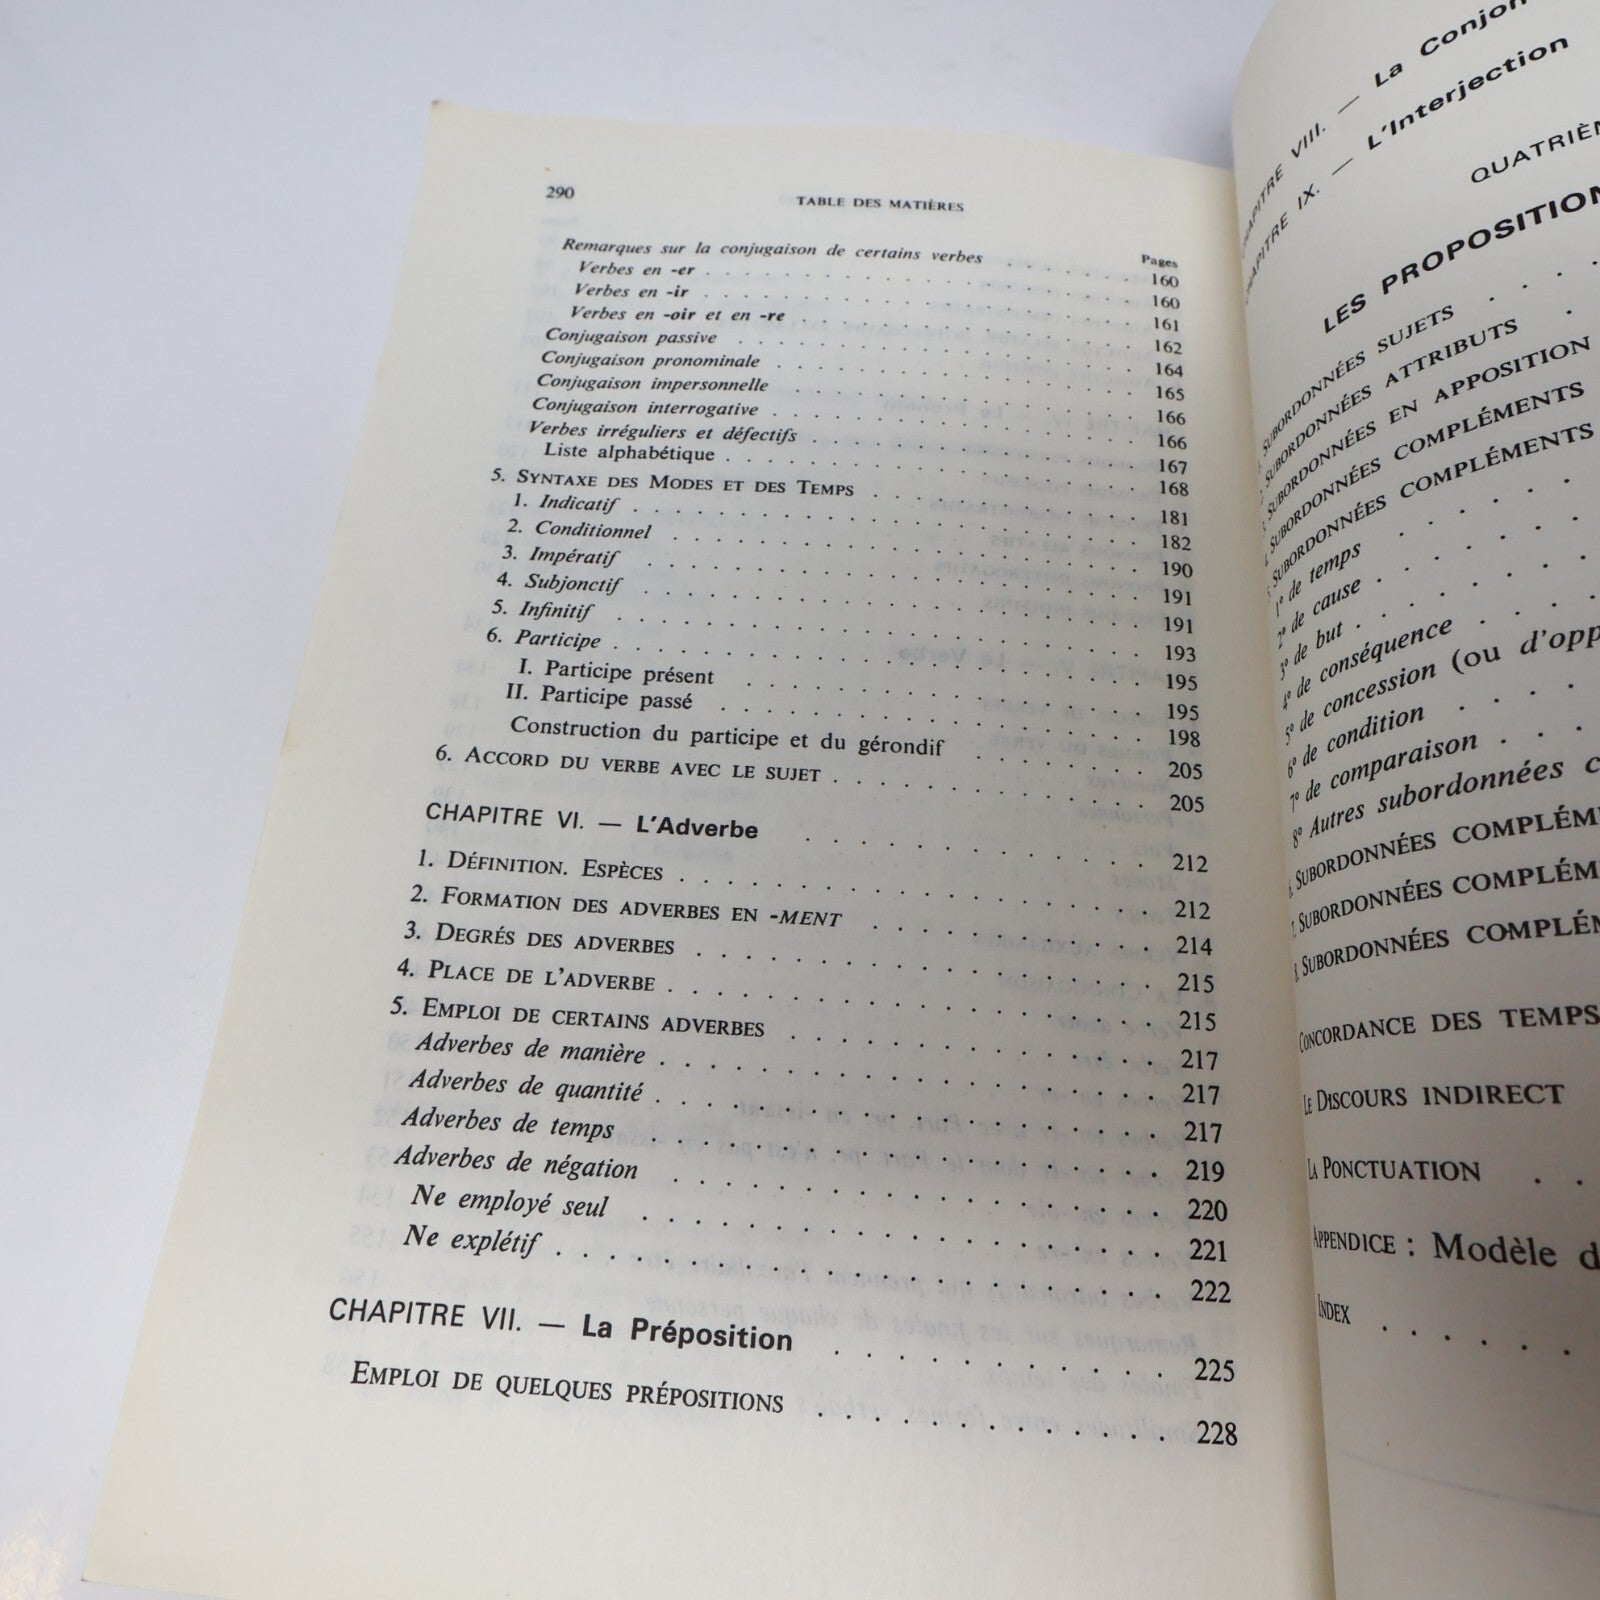 290
TABLE DES MATIÈRES
Pages
Remarques sur la conjugaison de certains verbes . . . . . . . 160
Verbes en -er . . . . . . . . . . . . . . . . . 160
Verbes en -ir . . . . . . . . . . . . . . . . . 161
Verbes en -oir et en -re . . . . . . . . . . . . . 162
Conjugaison passive . . . . . . . . . . . . . . . . 164
Conjugaison pronominale . . . . . . . . . . . . . . 165
Conjugaison impersonnelle . . . . . . . . . . . . . . 166
Conjugaison interrogative . . . . . . . . . . . . . . 166
Verbes irréguliers et défectifs . . . . . . . . . . . . . 167
Liste alphabétique . . . . . . . . . . . . . . . . 168
5. SYNTAXE DES MODES ET DES TEMPS . . . . . . . . . . . 181
1. Indicatif . . . . . . . . . . . . . . . . . . . 182
2. Conditionnel . . . . . . . . . . . . . . . . . . 190
3. Impératif . . . . . . . . . . . . . . . . . . . 191
4. Subjonctif . . . . . . . . . . . . . . . . . . . 191
5. Infinitif . . . . . . . . . . . . . . . . . . . . 193
6. Participe . . . . . . . . . . . . . . . . . . . . 195
I. Participe présent . . . . . . . . . . . . . . . 195
II. Participe passé . . . . . . . . . . . . . . . . 198
Construction du participe et du gérondif . . . . . . . . 205
6. ACCORD DU VERBE AVEC LE SUJET . . . . . . . . . . . . 205
CHAPITRE VI. — L'Adverbe . . . . . . . . . . . . . 212
1. DÉFINITION. ESPÈCES . . . . . . . . . . . . . . . . 212
2. FORMATION DES ADVERBES EN -MENT . . . . . . . . . . . 214
3. DEGRÉS DES ADVERBES . . . . . . . . . . . . . . . . 215
4. PLACE DE L'ADVERBE . . . . . . . . . . . . . . . . . 215
5. EMPLOI DE CERTAINS ADVERBES . . . . . . . . . . . . . 217
Adverbes de manière . . . . . . . . . . . . . . . . 217
Adverbes de quantité . . . . . . . . . . . . . . . . 217
Adverbes de temps . . . . . . . . . . . . . . . . . 219
Adverbes de négation . . . . . . . . . . . . . . . . 220
Ne employé seul . . . . . . . . . . . . . . . . 221
Ne explétif . . . . . . . . . . . . . . . . . . 222
CHAPITRE VII. — La Préposition . . . . . . . . . . . 225
EMPLOI DE QUELQUES PRÉPOSITIONS . . . . . . . . . . . . 228
CHAPITRE VIII. — La
CHAPITRE IX. — L'Interjection
LES
SUBORDONNÉES SUJETS . . . .
SUBORDONNÉES ATTRIBUTS .
SUBORDONNÉES EN APPOSITION
SUBORDONNÉES COMPLÉMENTS
5. SUBORDONNÉES COMPLÉMENTS
1º de temps . . . . .
2º de cause . . . . . .
3º de but . . . . . . .
4º de conséquence . . . .
5º de concession (ou
6º de condition . . . .
7º de comparaison . . .
8º Autres subordonnées
6. SUBORDONNÉES
7. SUBORDONNÉES
8. SUBORDONNÉES
CONCORDANCE DES TEMPS
LE DISCOURS INDIRECT
LA PONCTUATION . .
APPENDICE : Modèle
INDEX . . . . . .